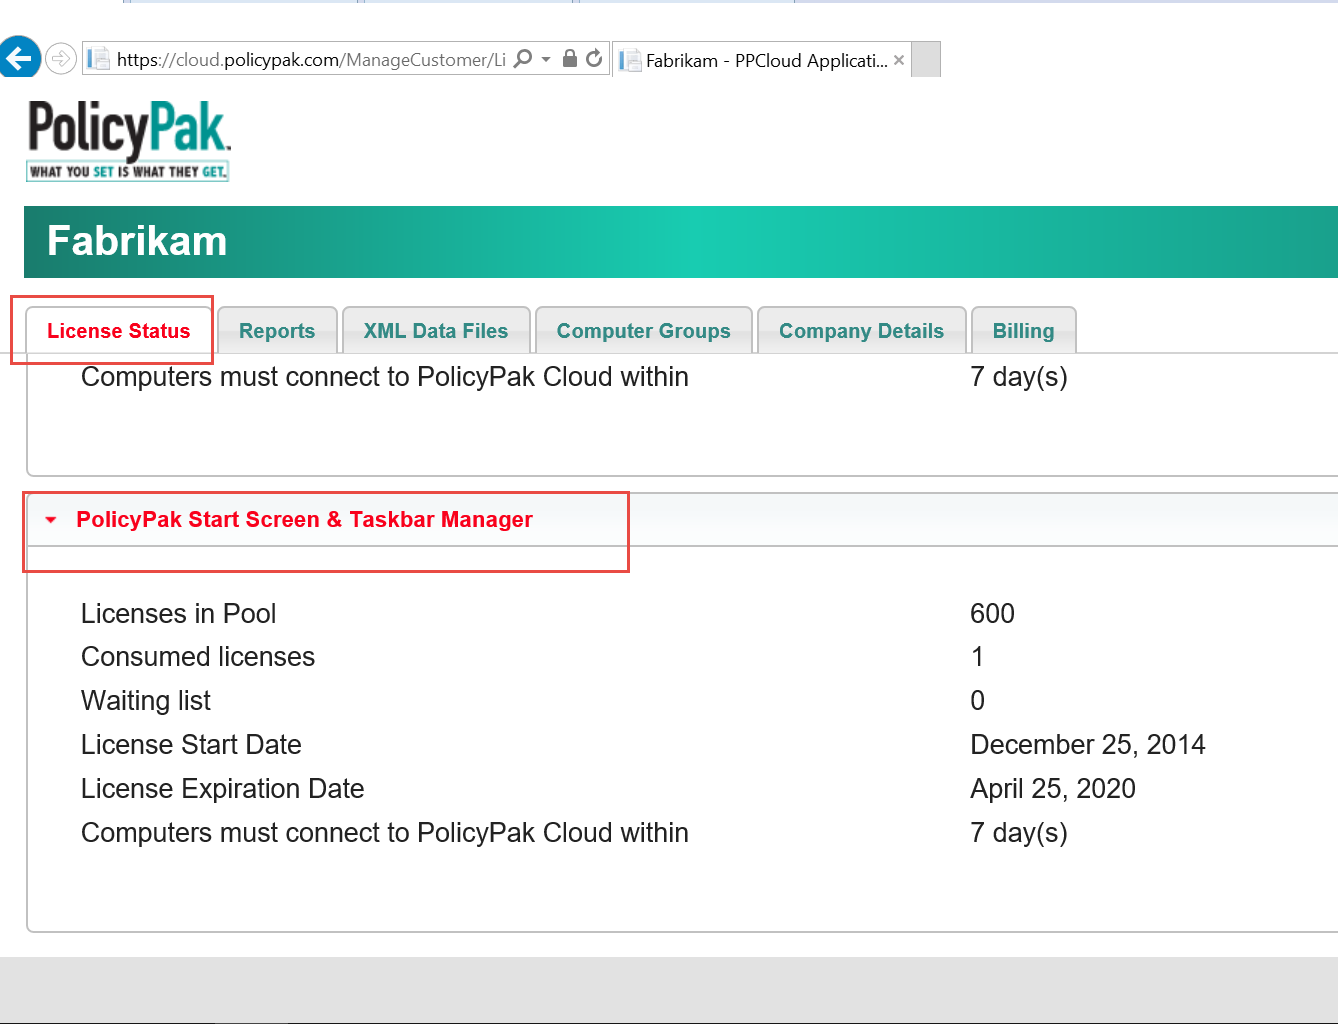 https://cloud.policypak.com/ManageCustomer/Li
Fabrikam - PPCloud Applicati...
PolicyPak.
WHAT YOU SET IS WHAT THEY GET.
Fabrikam
License Status
Reports
XML Data Files
Computer Groups
Company Details
Billing
Computers must connect to PolicyPak Cloud within 7 day(s)
PolicyPak Start Screen & Taskbar Manager
Licenses in Pool 600
Consumed licenses 1
Waiting list 0
License Start Date December 25, 2014
License Expiration Date April 25, 2020
Computers must connect to PolicyPak Cloud within 7 day(s)